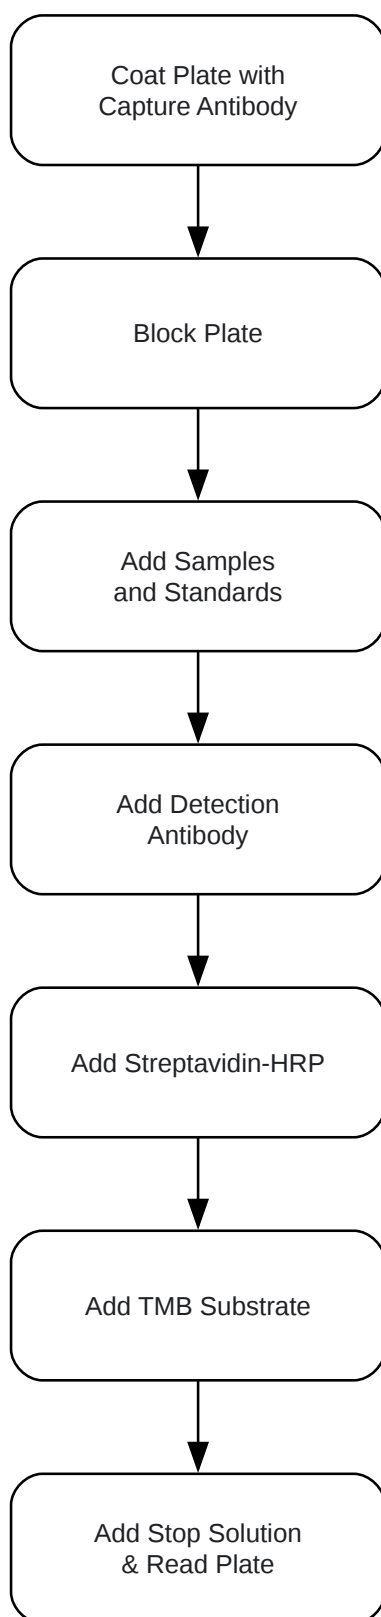 Coat Plate with
Capture Antibody
Block Plate
Add Samples
and Standards
Add Detection
Antibody
Add Streptavidin-HRP
Add TMB Substrate
Add Stop Solution
& Read Plate